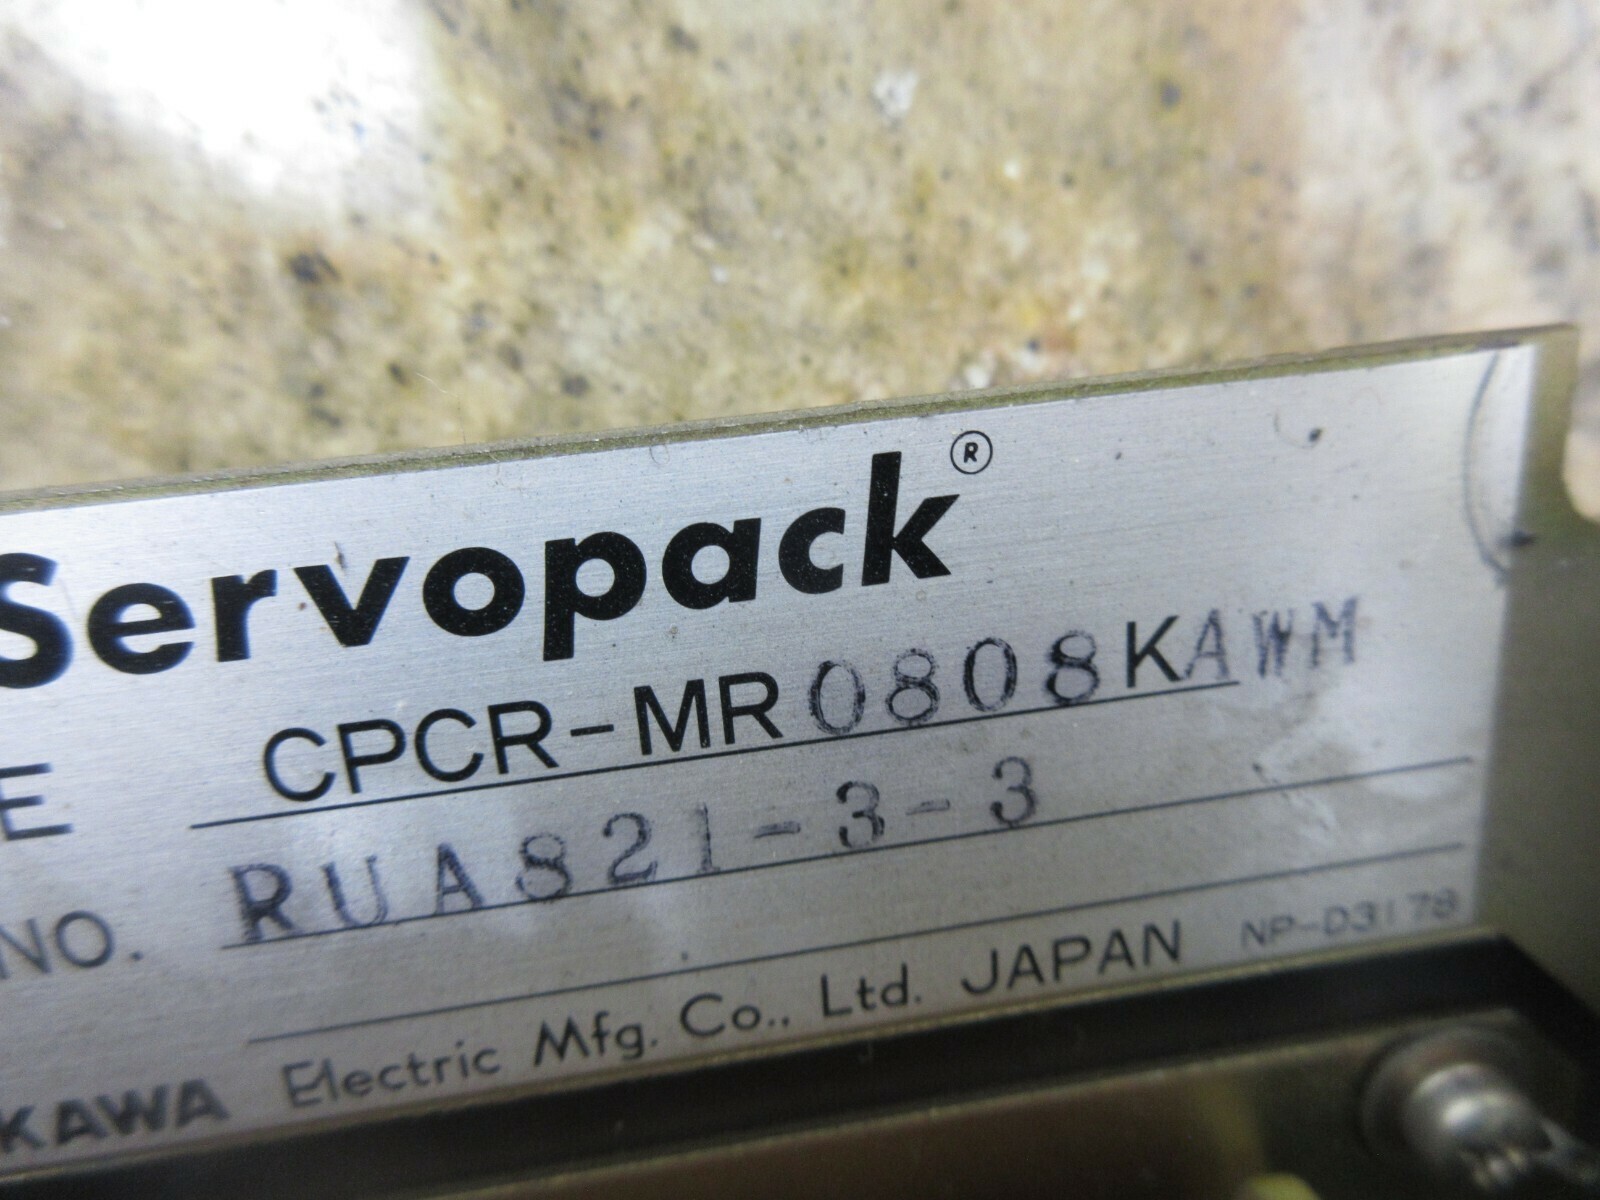 Servopack®
E CPCR-MR0808KAWM
NO. RUA821-3-3
KAWA Electric Mfg. Co., Ltd. JAPAN NP-D3178